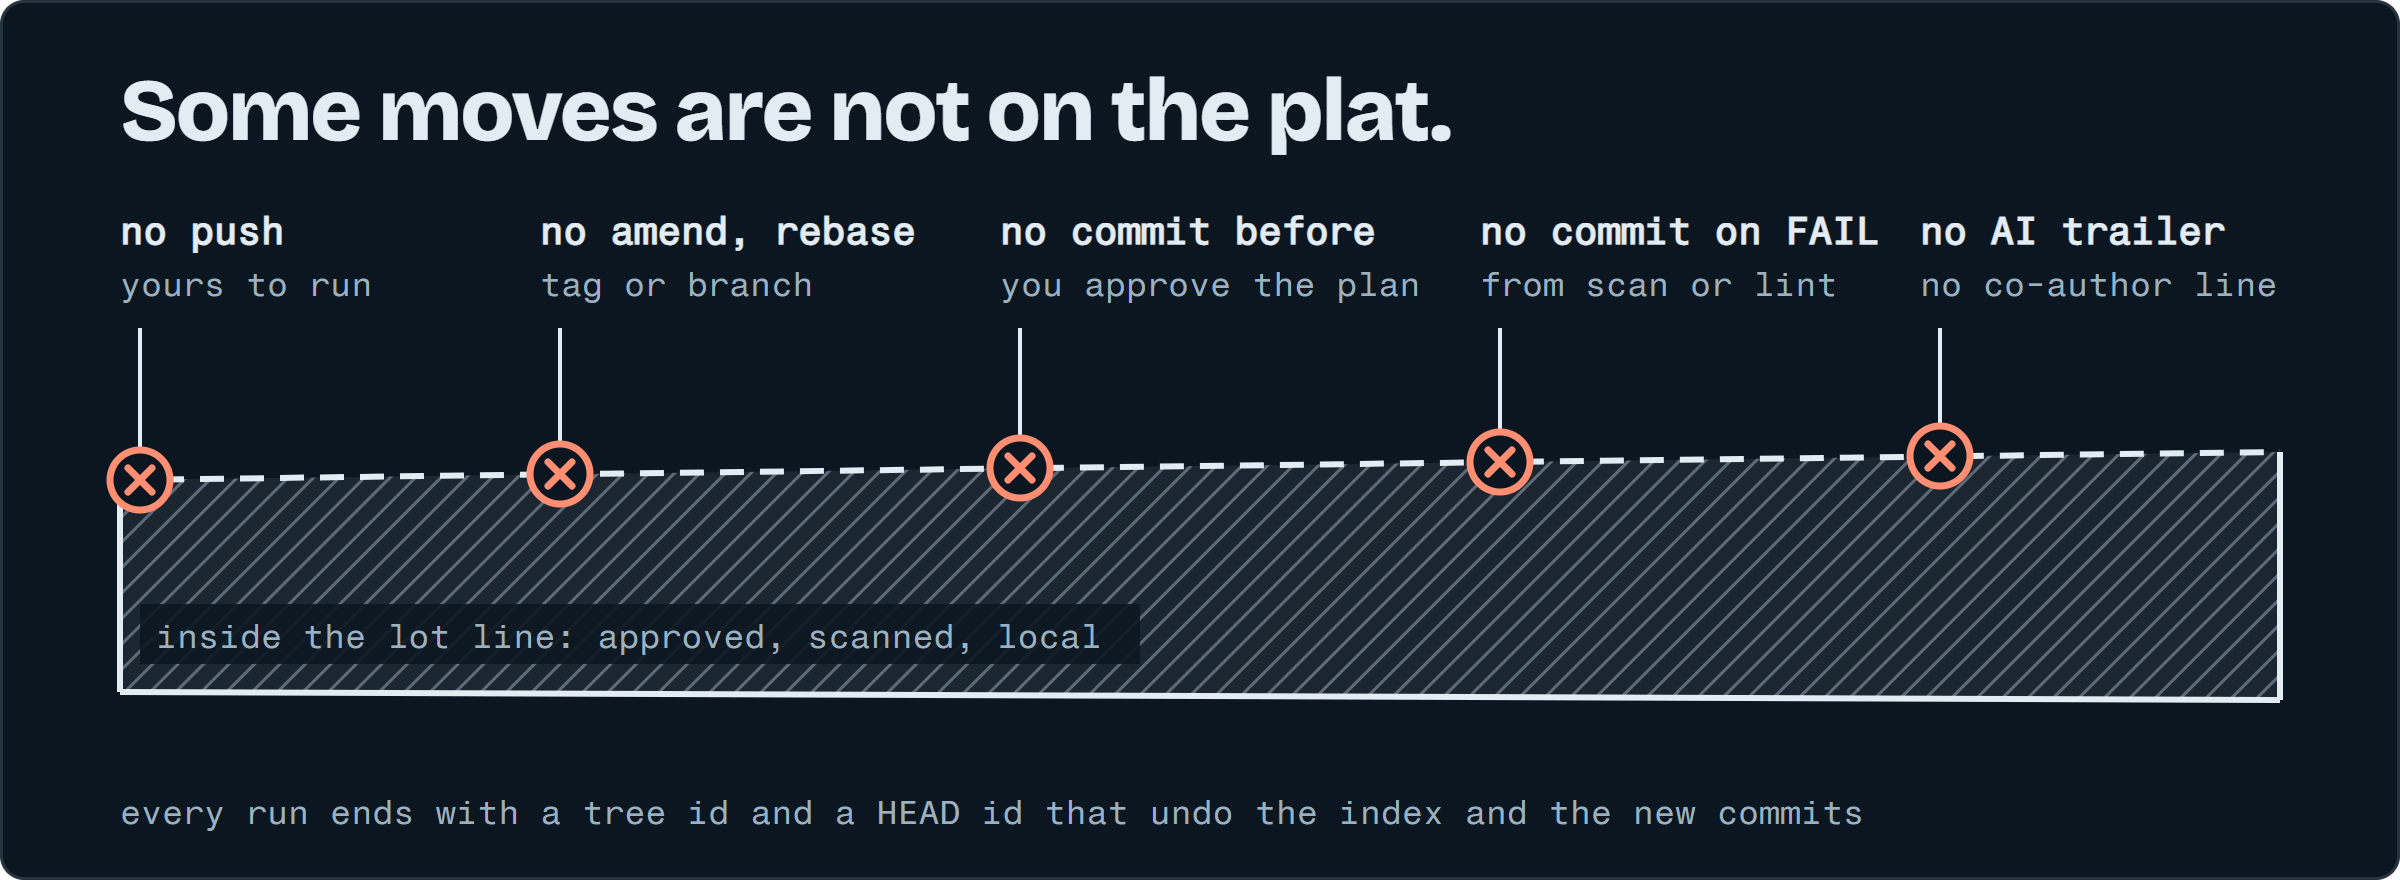 Some moves are not on the plat.
no push
yours to run
no amend, rebase
tag or branch
no commit before
you approve the plan
no commit on FAIL
from scan or lint
no AI trailer
no co-author line
inside the lot line: approved, scanned, local
every run ends with a tree id and a HEAD id that undo the index and the new commits